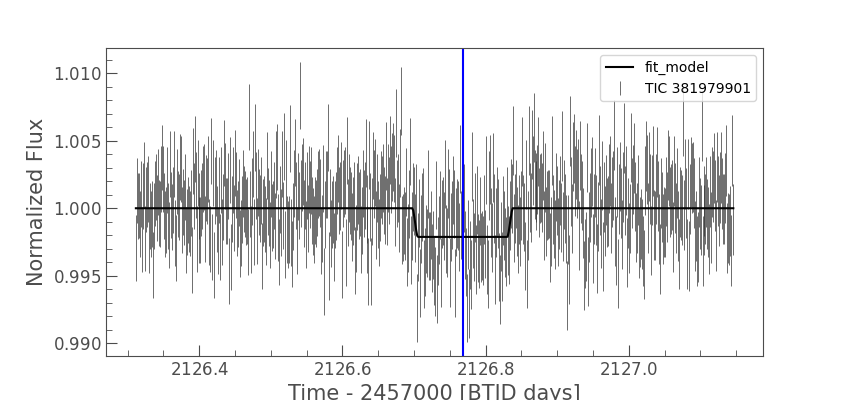 1.010
1.005
1.000
0.995
0.990
Normalized Flux
fit_model
TIC 381979901
2126.4 2126.6 2126.8 2127.0
Time - 2457000 [BTJD days]